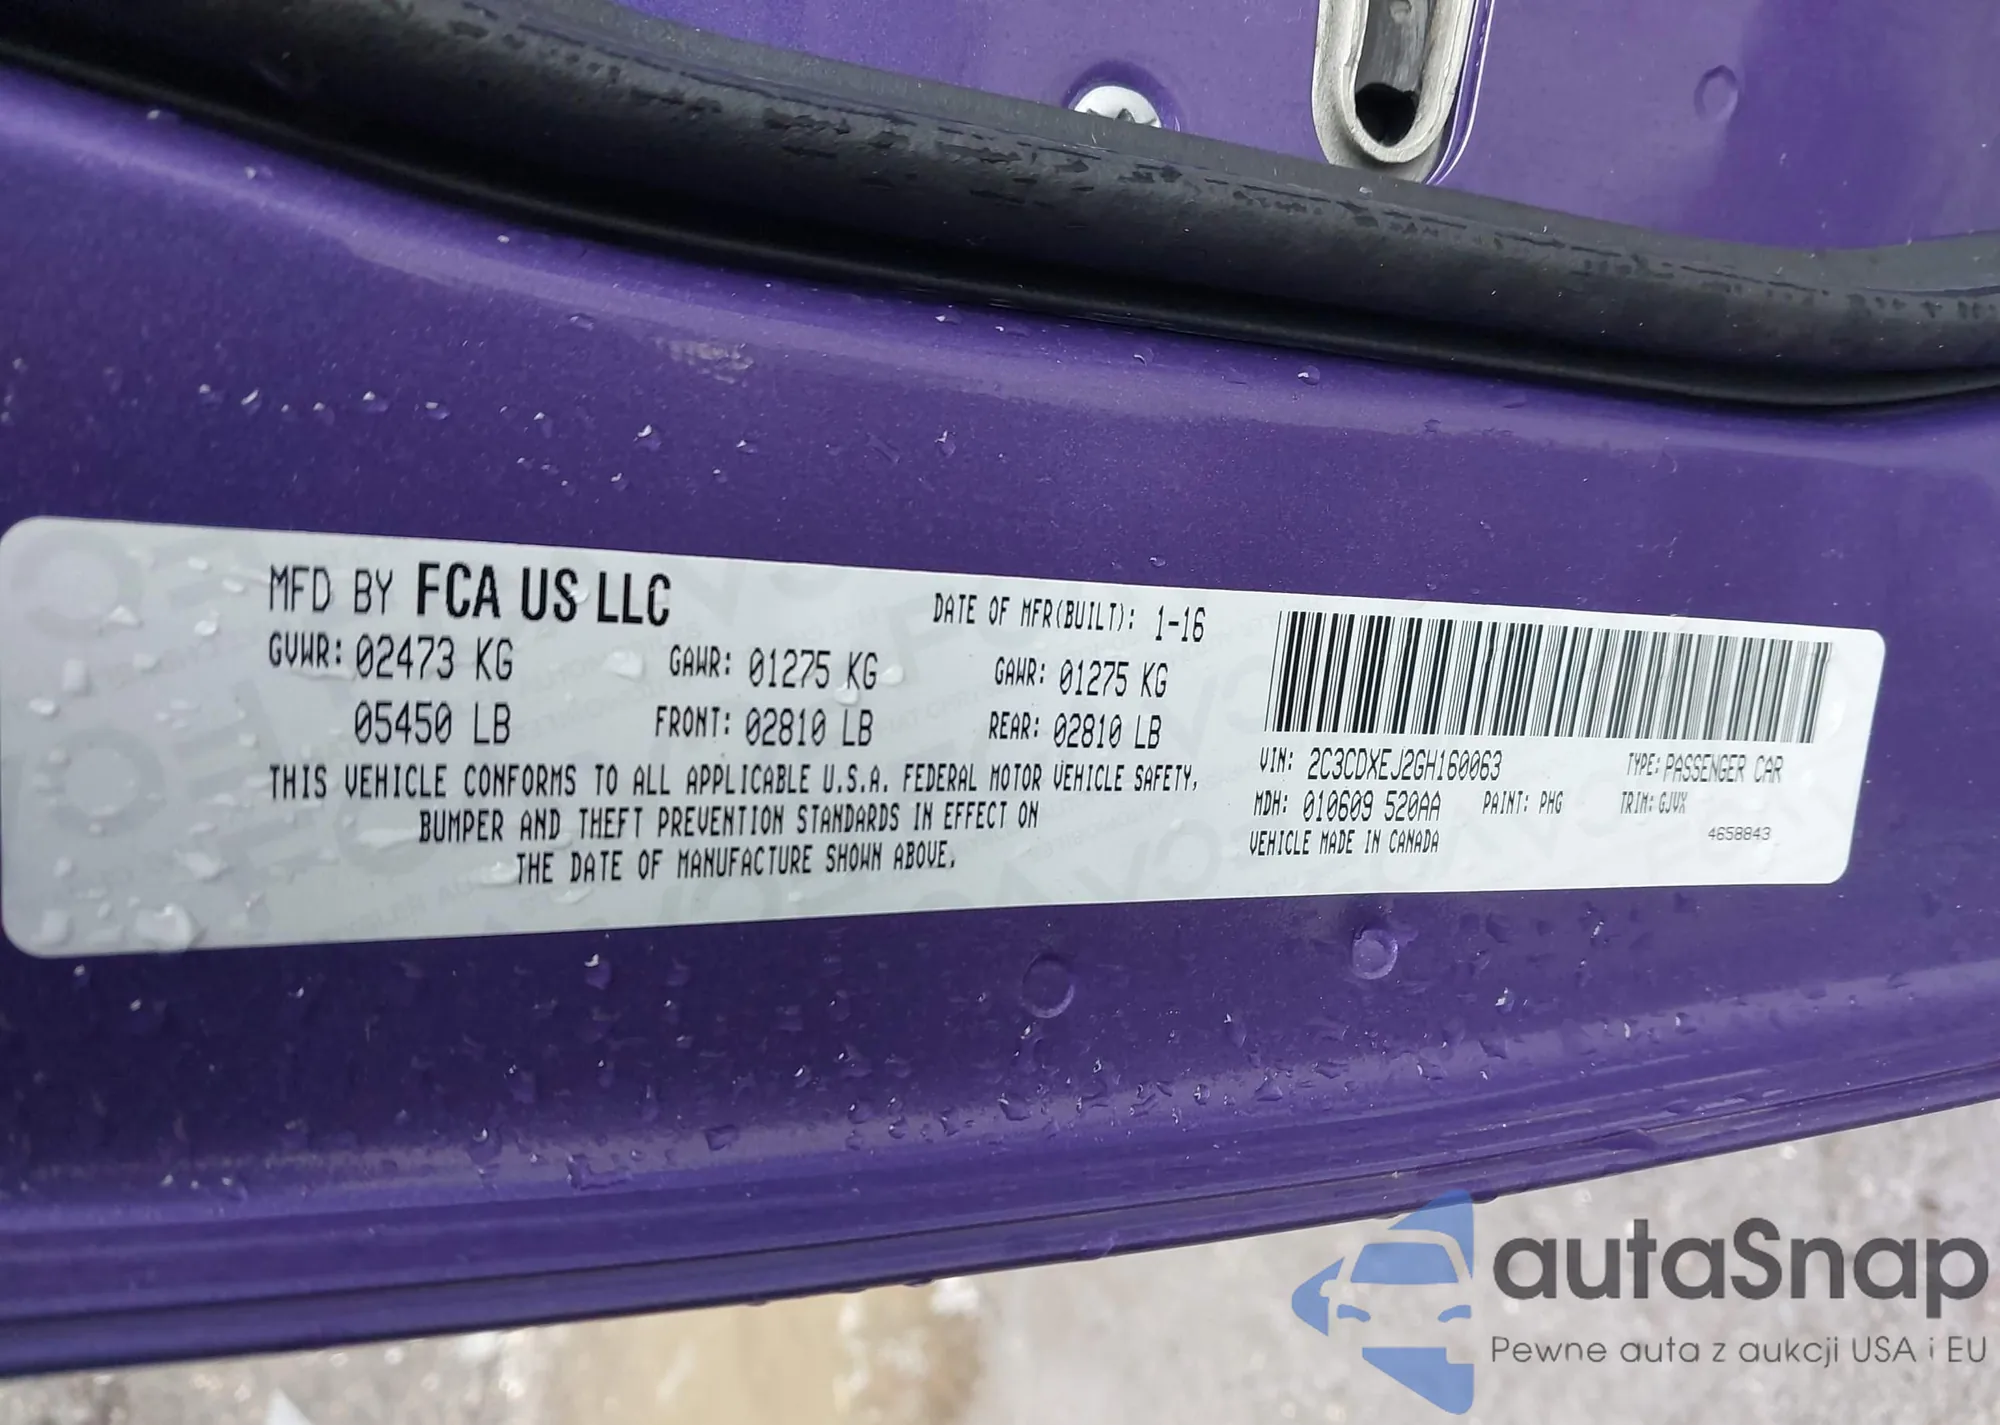 MFD BY FCA US LLC
DATE OF MFR(BUILT): 1-16
GVWR: 02473 KG GAWR: 01275 KG GAWR: 01275 KG
05450 LB FRONT: 02810 LB REAR: 02810 LB
THIS VEHICLE CONFORMS TO ALL APPLICABLE U.S.A. FEDERAL MOTOR VEHICLE SAFETY,
BUMPER AND THEFT PREVENTION STANDARDS IN EFFECT ON
THE DATE OF MANUFACTURE SHOWN ABOVE.
VIN: 2C3CDXEJ2GH160063 TYPE: PASSENGER CAR
MDH: 010609 520AA PAINT: PHG TRIM: GJVX
VEHICLE MADE IN CANADA 4658843
autaSnap
Pewne auta z aukcji USA i EU